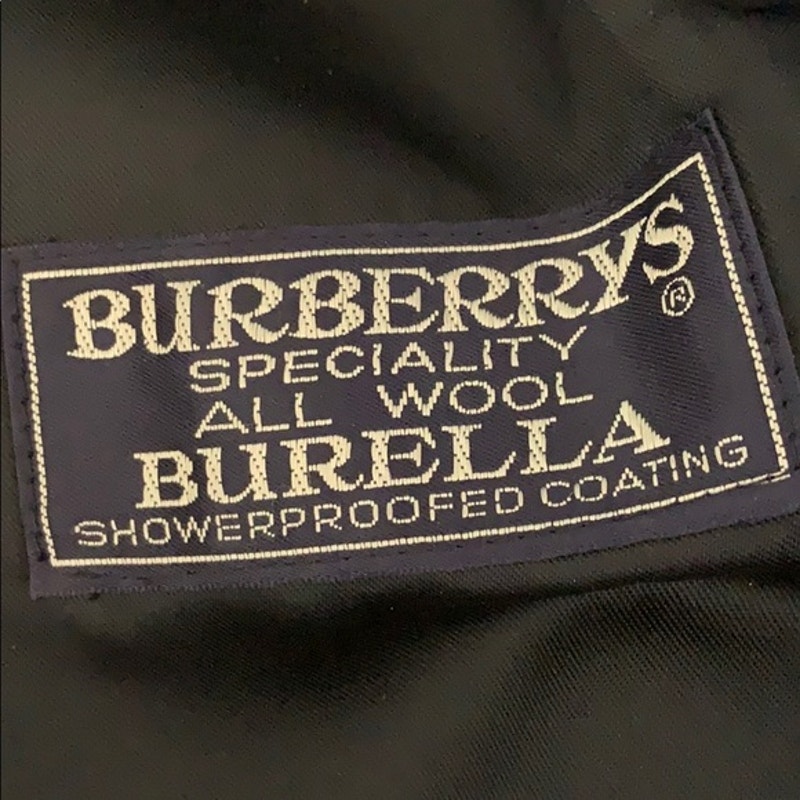 BURBERRYS®
SPECIALITY
ALL WOOL
BURELLA
SHOWERPROOFED COATING